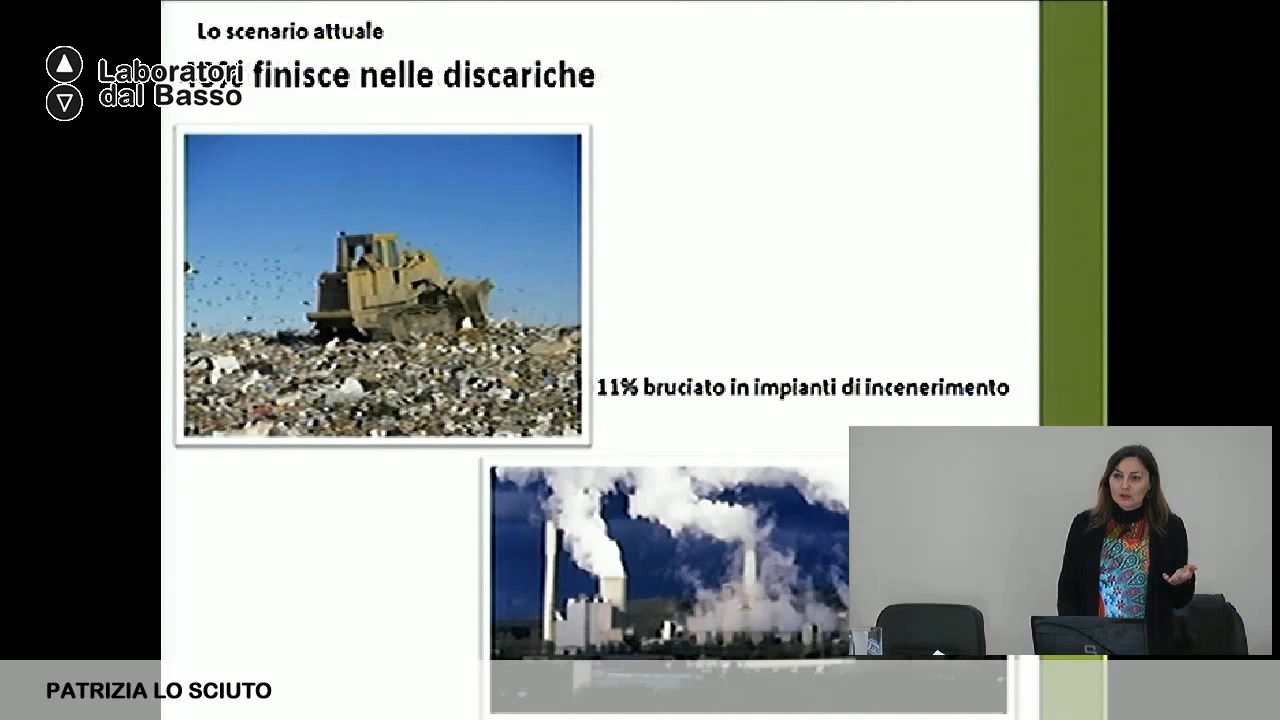 Lo scenario attuale
finisce nelle discariche
Laboratori
dal Basso
11% bruciato in impianti di incenerimento
PATRIZIA LO SCIUTO